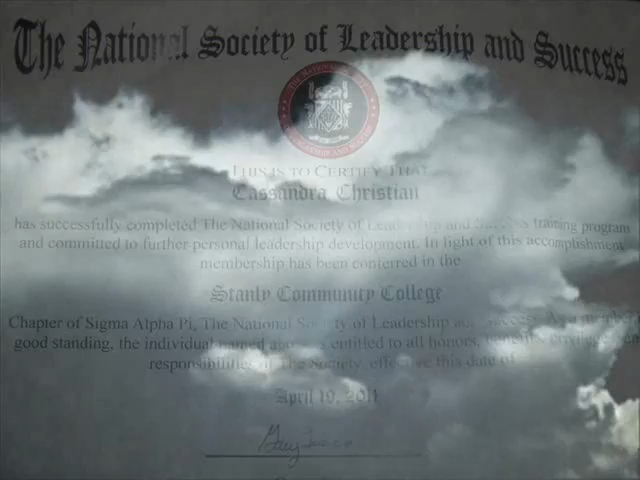 The National Society of Leadership and Success
THIS IS TO CERTIFY THAT
Cassandra Christian
has successfully completed The National Society of Leadership and Success training program
and committed to further personal leadership development. In light of this accomplishment
membership has been conferred in the
Stanly Community College
Chapter of Sigma Alpha Pi, The National Society of Leadership and Success. As a member
good standing, the individual named above is entitled to all honors,
responsibilities of The Society, effective this date of
April 19, 2011